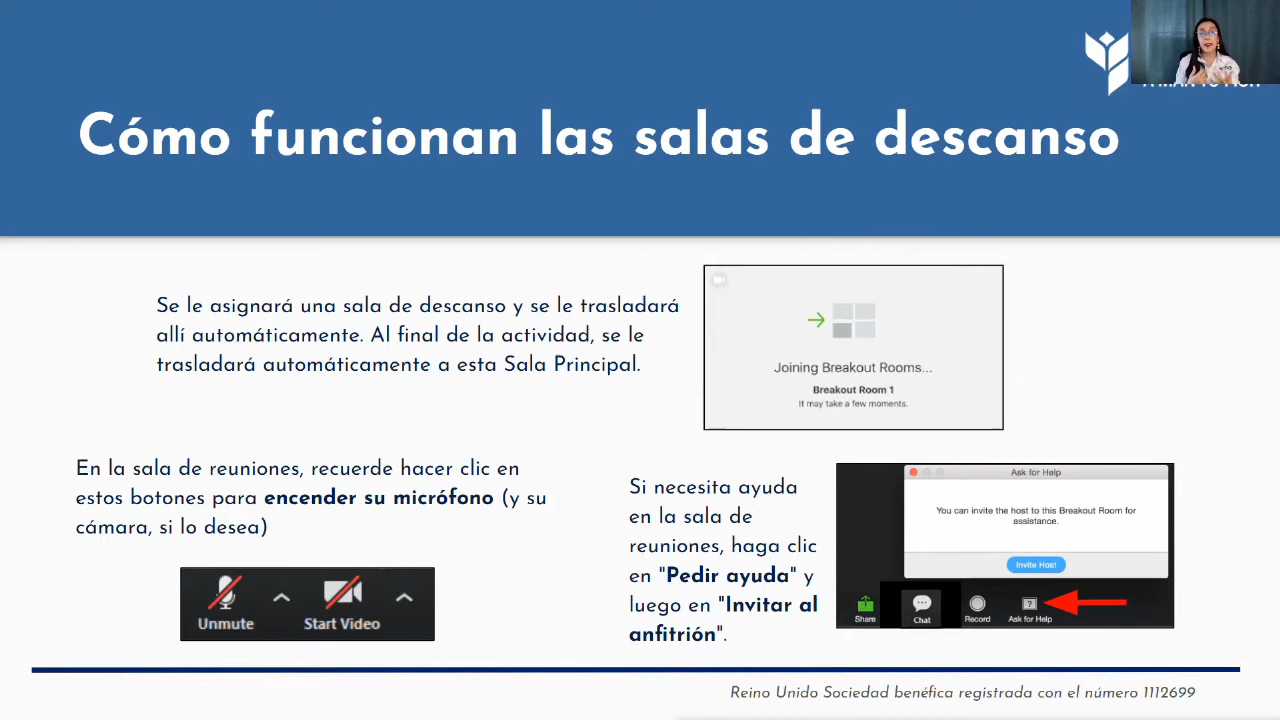 Cómo funcionan las salas de descanso
Se le asignará una sala de descanso y se le trasladará
allí automáticamente. Al final de la actividad, se le
trasladará automáticamente a esta Sala Principal.
Joining Breakout Rooms...
Breakout Room 1
It may take a few moments.
En la sala de reuniones, recuerde hacer clic en
estos botones para encender su micrófono (y su
cámara, si lo desea)
Unmute
Start Video
Si necesita ayuda
en la sala de
reuniones, haga clic
en "Pedir ayuda" y
luego en "Invitar al
anfitrión".
Ask for Help
You can invite the host to this Breakout Room for
assistance.
Invite Host
Share
Chat
Record
Ask for Help
Reino Unido Sociedad benéfica registrada con el número 1112699